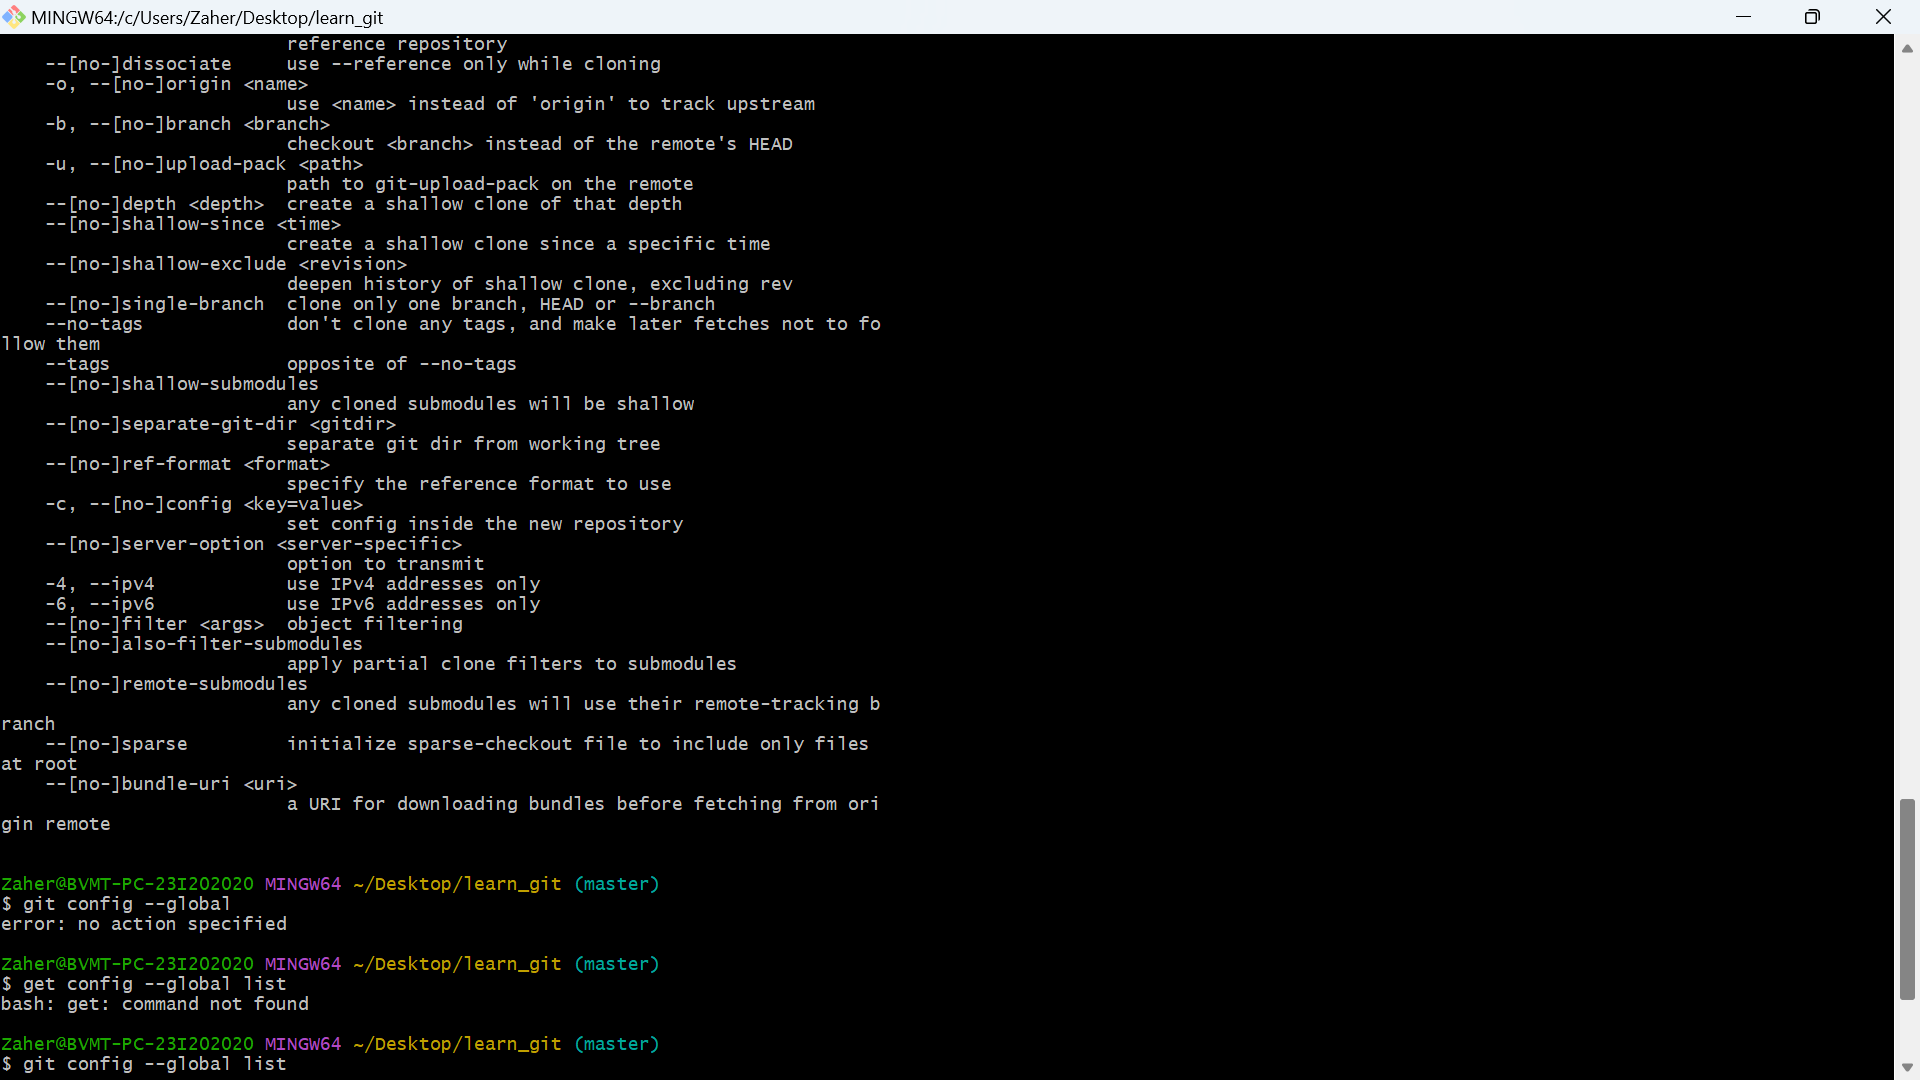 MINGW64:/c/Users/Zaher/Desktop/learn_git
                          reference repository
    --[no-]dissociate     use --reference only while cloning
    -o, --[no-]origin <name>
                          use <name> instead of 'origin' to track upstream
    -b, --[no-]branch <branch>
                          checkout <branch> instead of the remote's HEAD
    -u, --[no-]upload-pack <path>
                          path to git-upload-pack on the remote
    --[no-]depth <depth>  create a shallow clone of that depth
    --[no-]shallow-since <time>
                          create a shallow clone since a specific time
    --[no-]shallow-exclude <revision>
                          deepen history of shallow clone, excluding rev
    --[no-]single-branch  clone only one branch, HEAD or --branch
    --no-tags             don't clone any tags, and make later fetches not to fo
llow them
    --tags                opposite of --no-tags
    --[no-]shallow-submodules
                          any cloned submodules will be shallow
    --[no-]separate-git-dir <gitdir>
                          separate git dir from working tree
    --[no-]ref-format <format>
                          specify the reference format to use
    -c, --[no-]config <key=value>
                          set config inside the new repository
    --[no-]server-option <server-specific>
                          option to transmit
    -4, --ipv4            use IPv4 addresses only
    -6, --ipv6            use IPv6 addresses only
    --[no-]filter <args>  object filtering
    --[no-]also-filter-submodules
                          apply partial clone filters to submodules
    --[no-]remote-submodules
                          any cloned submodules will use their remote-tracking b
ranch
    --[no-]sparse         initialize sparse-checkout file to include only files
at root
    --[no-]bundle-uri <uri>
                          a URI for downloading bundles before fetching from ori
gin remote
Zaher@BVMT-PC-23I202020 MINGW64 ~/Desktop/learn_git (master)
$ git config --global
error: no action specified
Zaher@BVMT-PC-23I202020 MINGW64 ~/Desktop/learn_git (master)
$ get config --global list
bash: get: command not found
Zaher@BVMT-PC-23I202020 MINGW64 ~/Desktop/learn_git (master)
$ git config --global list